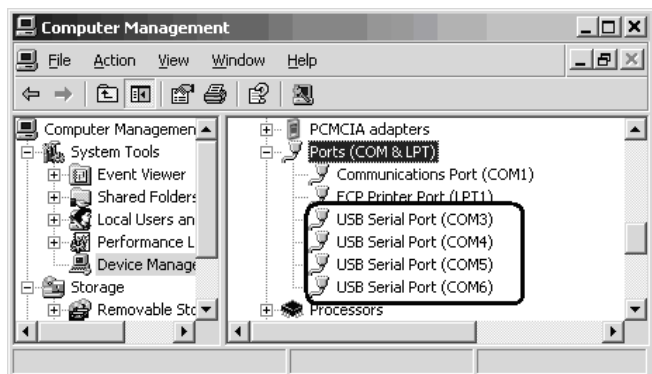 Computer Management
File Action View Window Help
Computer Managemen
System Tools
Event Viewer
Shared Folders
Local Users an
Performance L
Device Manage
Storage
Removable Sto
PCMCIA adapters
Ports (COM & LPT)
Communications Port (COM1)
ECP Printer Port (LPT1)
USB Serial Port (COM3)
USB Serial Port (COM4)
USB Serial Port (COM5)
USB Serial Port (COM6)
Processors